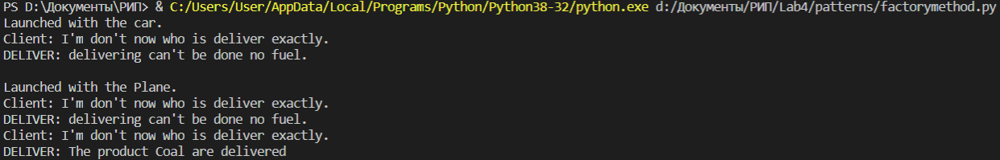 PS D:\Документы\РИП> & C:/Users/User/AppData/Local/Programs/Python/Python38-32/python.exe d:/Документы/РИП/Lab4/patterns/factorymethod.py
Launched with the car.
Client: I'm don't now who is deliver exactly.
DELIVER: delivering can't be done no fuel.
Launched with the Plane.
Client: I'm don't now who is deliver exactly.
DELIVER: delivering can't be done no fuel.
Client: I'm don't now who is deliver exactly.
DELIVER: The product Coal are delivered